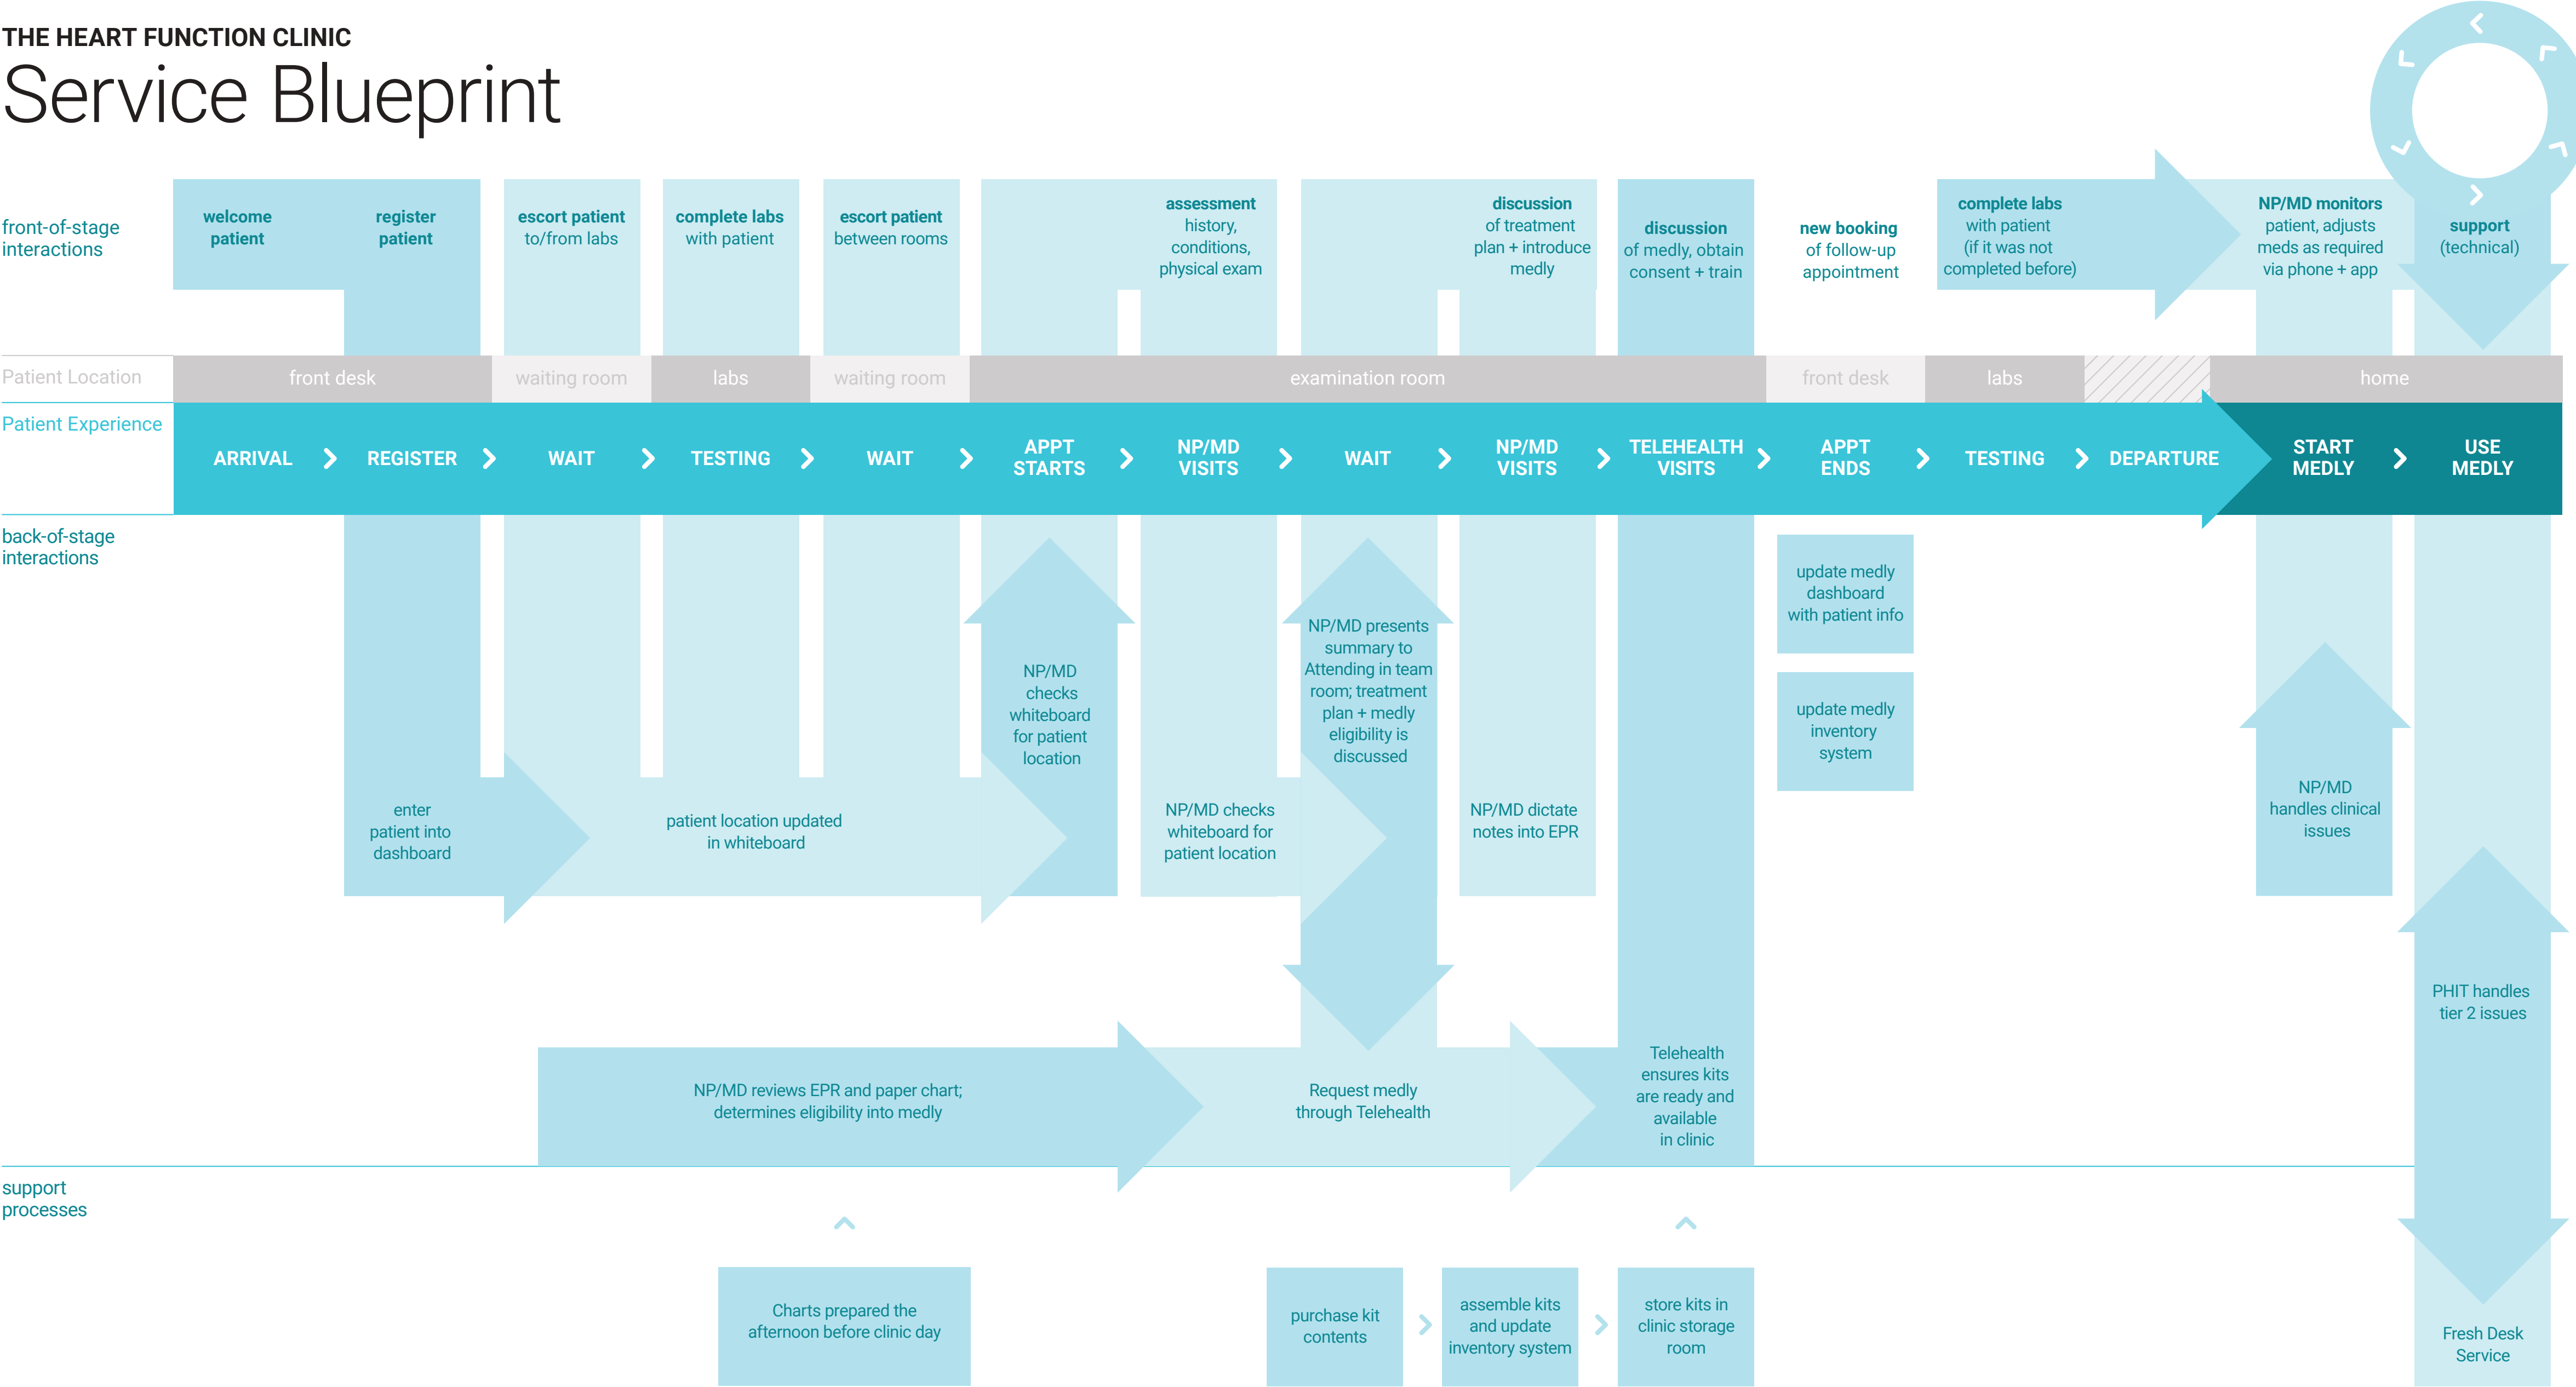 THE HEART FUNCTION CLINIC
Service Blueprint
front-of-stage
interactions
welcome
patient
register
patient
escort patient
to/from labs
complete labs
with patient
escort patient
between rooms
assessment
history,
conditions,
physical exam
discussion
of treatment
plan + introduce
medly
discussion
of medly, obtain
consent + train
new booking
of follow-up
appointment
complete labs
with patient
(if it was not
completed before)
NP/MD monitors
patient, adjusts
meds as required
via phone + app
support
(technical)
Patient Location
front desk
waiting room
labs
waiting room
examination room
front desk
labs
home
Patient Experience
ARRIVAL
REGISTER
WAIT
TESTING
WAIT
APPT
STARTS
NP/MD
VISITS
WAIT
NP/MD
VISITS
TELEHEALTH
VISITS
APPT
ENDS
TESTING
DEPARTURE
START
MEDLY
USE
MEDLY
back-of-stage
interactions
enter
patient into
dashboard
patient location updated
in whiteboard
NP/MD
checks
whiteboard
for patient
location
NP/MD checks
whiteboard for
patient location
NP/MD presents
summary to
Attending in team
room; treatment
plan + medly
eligibility is
discussed
NP/MD dictate
notes into EPR
update medly
dashboard
with patient info
update medly
inventory
system
NP/MD
handles clinical
issues
PHIT handles
tier 2 issues
NP/MD reviews EPR and paper chart;
determines eligibility into medly
Request medly
through Telehealth
Telehealth
ensures kits
are ready and
available
in clinic
support
processes
Charts prepared the
afternoon before clinic day
purchase kit
contents
assemble kits
and update
inventory system
store kits in
clinic storage
room
Fresh Desk
Service